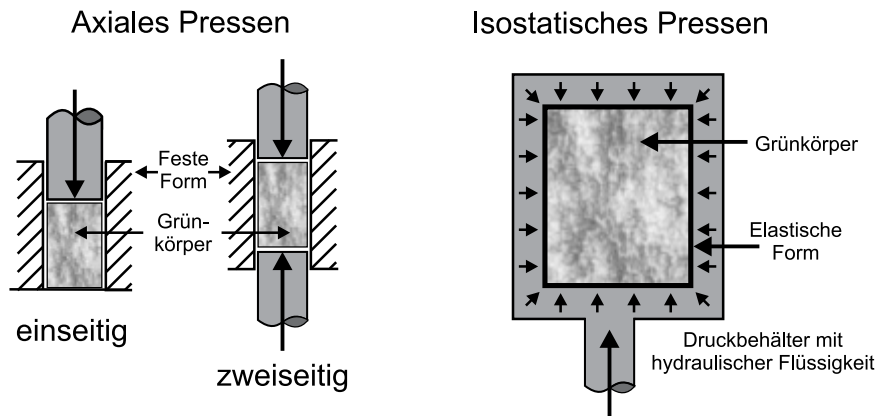 Axiales Pressen
Isostatisches Pressen
Feste
Form
Grün-
körper
einseitig
zweiseitig
Grünkörper
Elastische
Form
Druckbehälter mit
hydraulischer Flüssigkeit